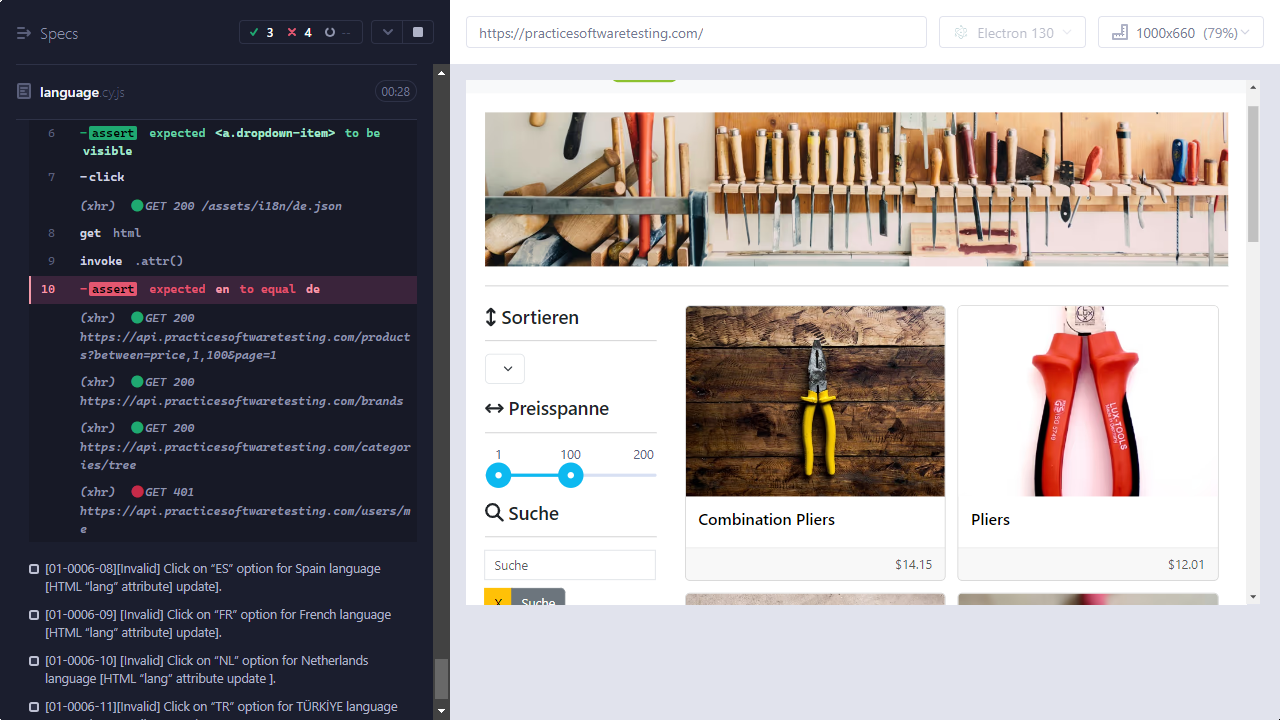 Specs
3
4
--
language.cy.js
00:28
6 -assert expected <a.dropdown-item> to be
visible
7 -click
(xhr) GET 200 /assets/i18n/de.json
8 get html
9 invoke .attr()
10 -assert expected en to equal de
(xhr) GET 200
https://api.practicesoftwaretesting.com/product
s?between=price,1,100&page=1
(xhr) GET 200
https://api.practicesoftwaretesting.com/brands
(xhr) GET 200
https://api.practicesoftwaretesting.com/categor
ies/tree
(xhr) GET 401
https://api.practicesoftwaretesting.com/users/m
e
[01-0006-08][Invalid] Click on “ES” option for Spain language
[HTML “lang” attribute] update].
[01-0006-09] [Invalid] Click on “FR” option for French language
[HTML “lang” attribute] update].
[01-0006-10] [Invalid] Click on “NL” option for Netherlands
language [HTML “lang” attribute update ].
[01-0006-11][Invalid] Click on “TR” option for TÜRKİYE language
https://practicesoftwaretesting.com/
Electron 130
1000x660 (79%)
Sortieren
Preisspanne
1 100 200
Suche
Suche
X Suche
Combination Pliers
$14.15
LUX
LUX-TOOLS
Pliers
$12.01